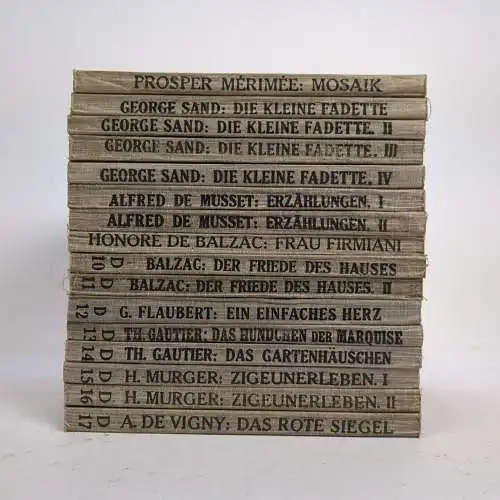 PROSPER MÉRIMÉE: MOSAIK
GEORGE SAND: DIE KLEINE FADETTE
GEORGE SAND: DIE KLEINE FADETTE. II
GEORGE SAND: DIE KLEINE FADETTE. III
GEORGE SAND: DIE KLEINE FADETTE. IV
ALFRED DE MUSSET: ERZÄHLUNGEN. I
ALFRED DE MUSSET: ERZÄHLUNGEN. II
HONORE DE BALZAC: FRAU FIRMIANI
D 10 BALZAC: DER FRIEDE DES HAUSES
D 11 BALZAC: DER FRIEDE DES HAUSES. II
D 12 G. FLAUBERT: EIN EINFACHES HERZ
D 13 TH. GAUTIER: DAS HÜNDCHEN DER MARQUISE
D 14 TH. GAUTIER: DAS GARTENHÄUSCHEN
D 15 H. MURGER: ZIGEUNERLEBEN. I
D 16 H. MURGER: ZIGEUNERLEBEN. II
D 17 A. DE VIGNY: DAS ROTE SIEGEL